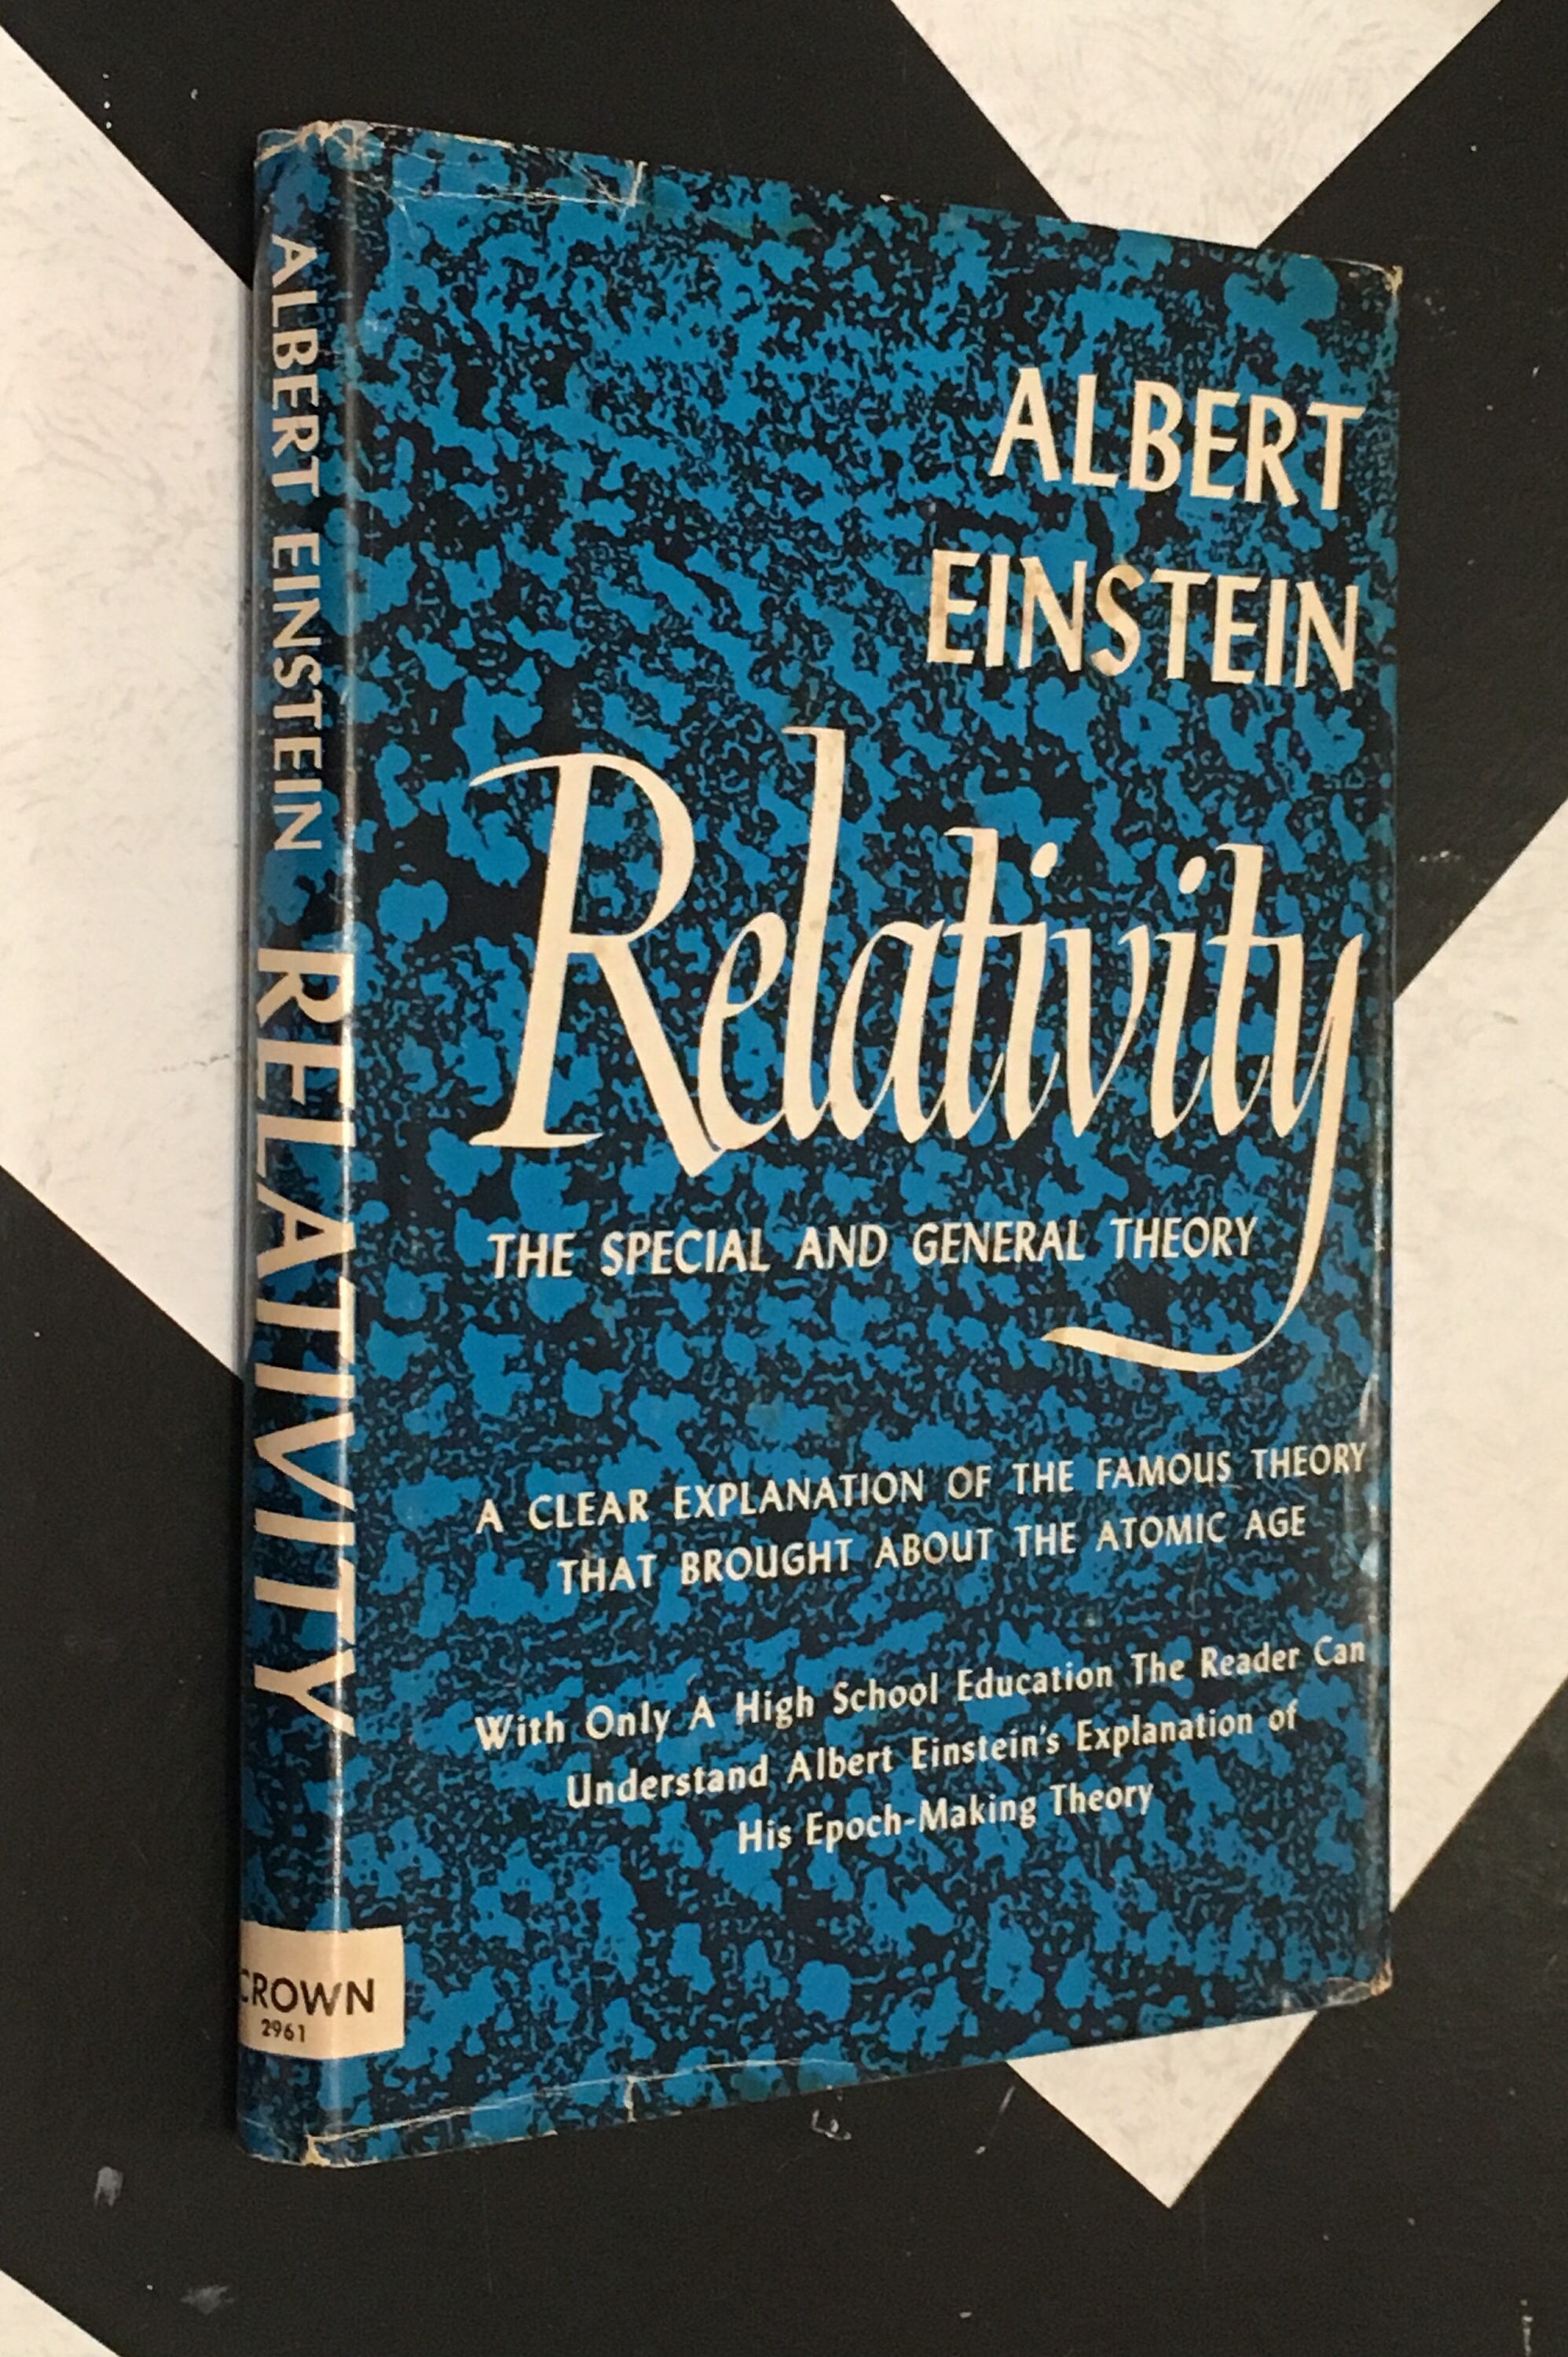 ALBERT EINSTEIN RELATIVITY
CROWN
2961
ALBERT
EINSTEIN
Relativity
THE SPECIAL AND GENERAL THEORY
A CLEAR EXPLANATION OF THE FAMOUS THEORY
THAT BROUGHT ABOUT THE ATOMIC AGE
With Only A High School Education The Reader Can
Understand Albert Einstein's Explanation of
His Epoch-Making Theory